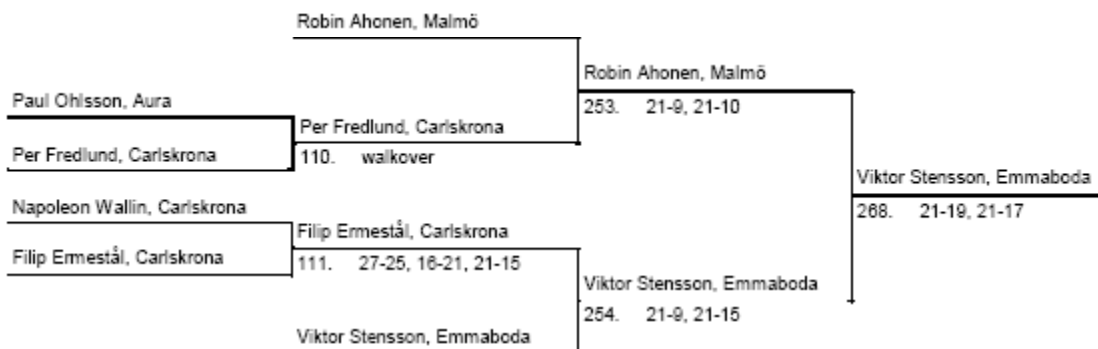 Robin Ahonen, Malmö
Robin Ahonen, Malmö
Paul Ohlsson, Aura
253. 21-9, 21-10
Per Fredlund, Carlskrona
Per Fredlund, Carlskrona
110. walkover
Viktor Stensson, Emmaboda
Napoleon Wallin, Carlskrona
268. 21-19, 21-17
Filip Ermestål, Carlskrona
Filip Ermestål, Carlskrona
111. 27-25, 16-21, 21-15
Viktor Stensson, Emmaboda
254. 21-9, 21-15
Viktor Stensson, Emmaboda